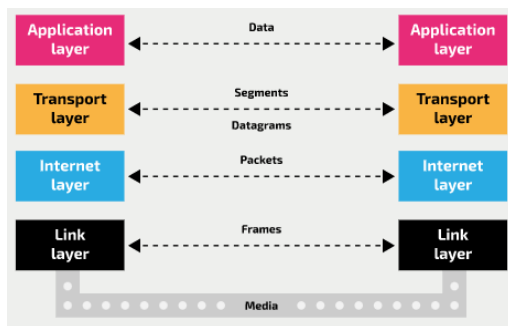 Application
layer
Data
Application
layer
Transport
layer
Segments
Datagrams
Transport
layer
Internet
layer
Packets
Internet
layer
Link
layer
Frames
Link
layer
Media